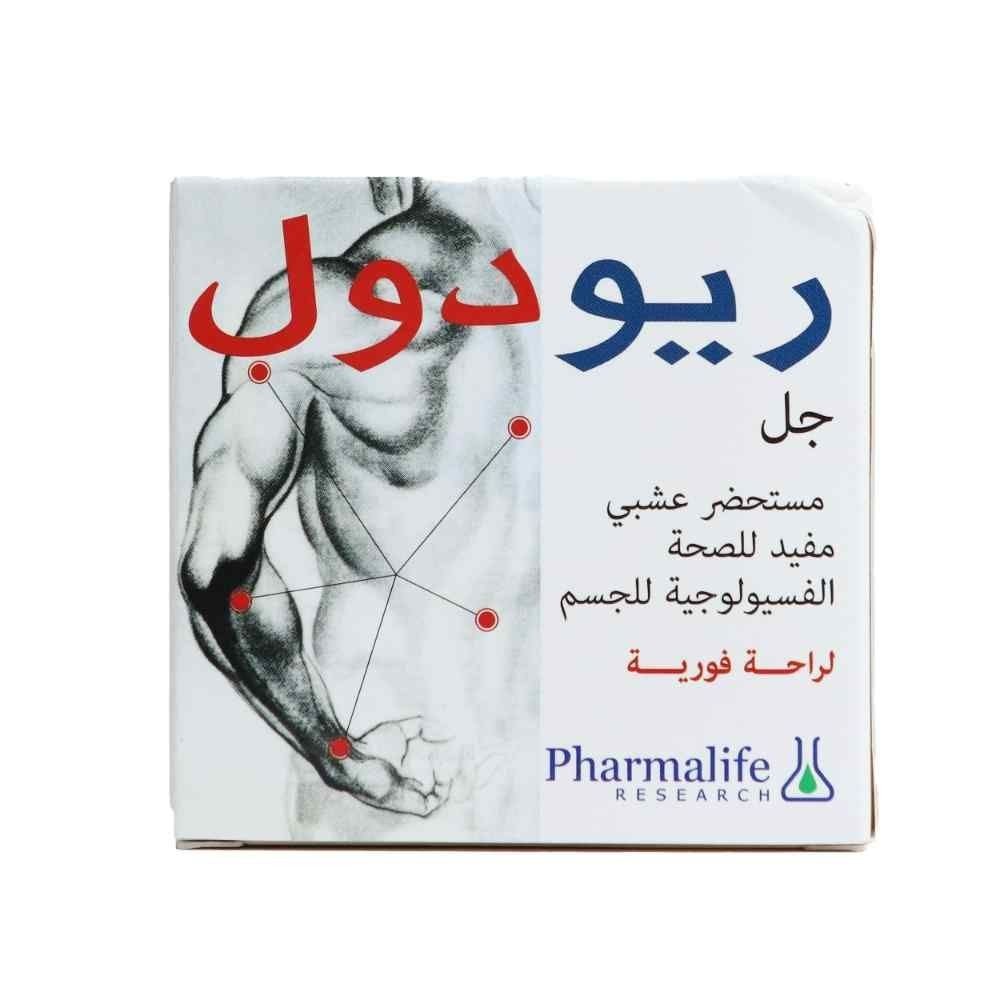 ريودول
جل
مستحضر عشبي
مفيد للصحة
الفسيولوجية للجسم
لراحة فورية
Pharmalife
RESEARCH